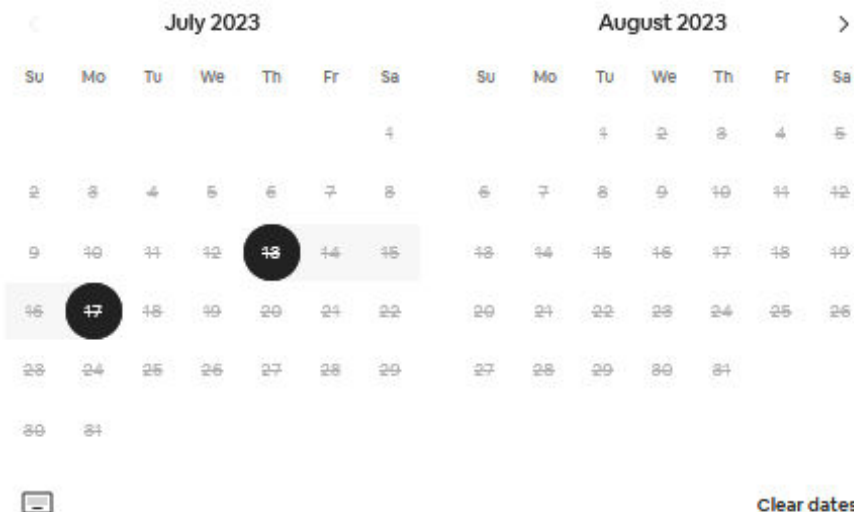 July 2023
Su Mo Tu We Th Fr Sa
1
2 3 4 5 6 7 8
9 10 11 12 13 14 15
16 17 18 19 20 21 22
23 24 25 26 27 28 29
30 31
August 2023
Su Mo Tu We Th Fr Sa
1 2 3 4 5
6 7 8 9 10 11 12
13 14 15 16 17 18 19
20 21 22 23 24 25 26
27 28 29 30 31
Clear dates